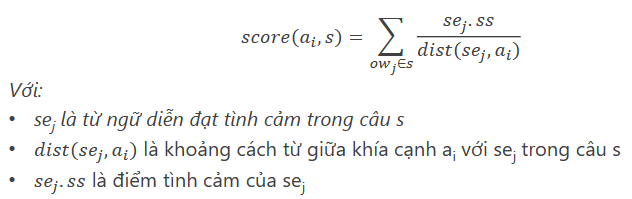 score(aᵢ, s) = ∑ owⱼ∈s seⱼ.ss / dist(seⱼ, aᵢ)
Với:
• seⱼ là từ ngữ diễn đạt tình cảm trong câu s
• dist(seⱼ, aᵢ) là khoảng cách từ giữa khía cạnh aᵢ với seⱼ trong câu s
• seⱼ.ss là điểm tình cảm của seⱼ